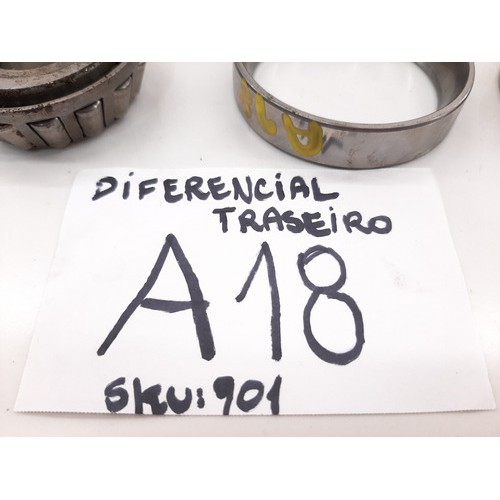 DiFERENCiAL
TRASEiRO
A18
SKU: 901